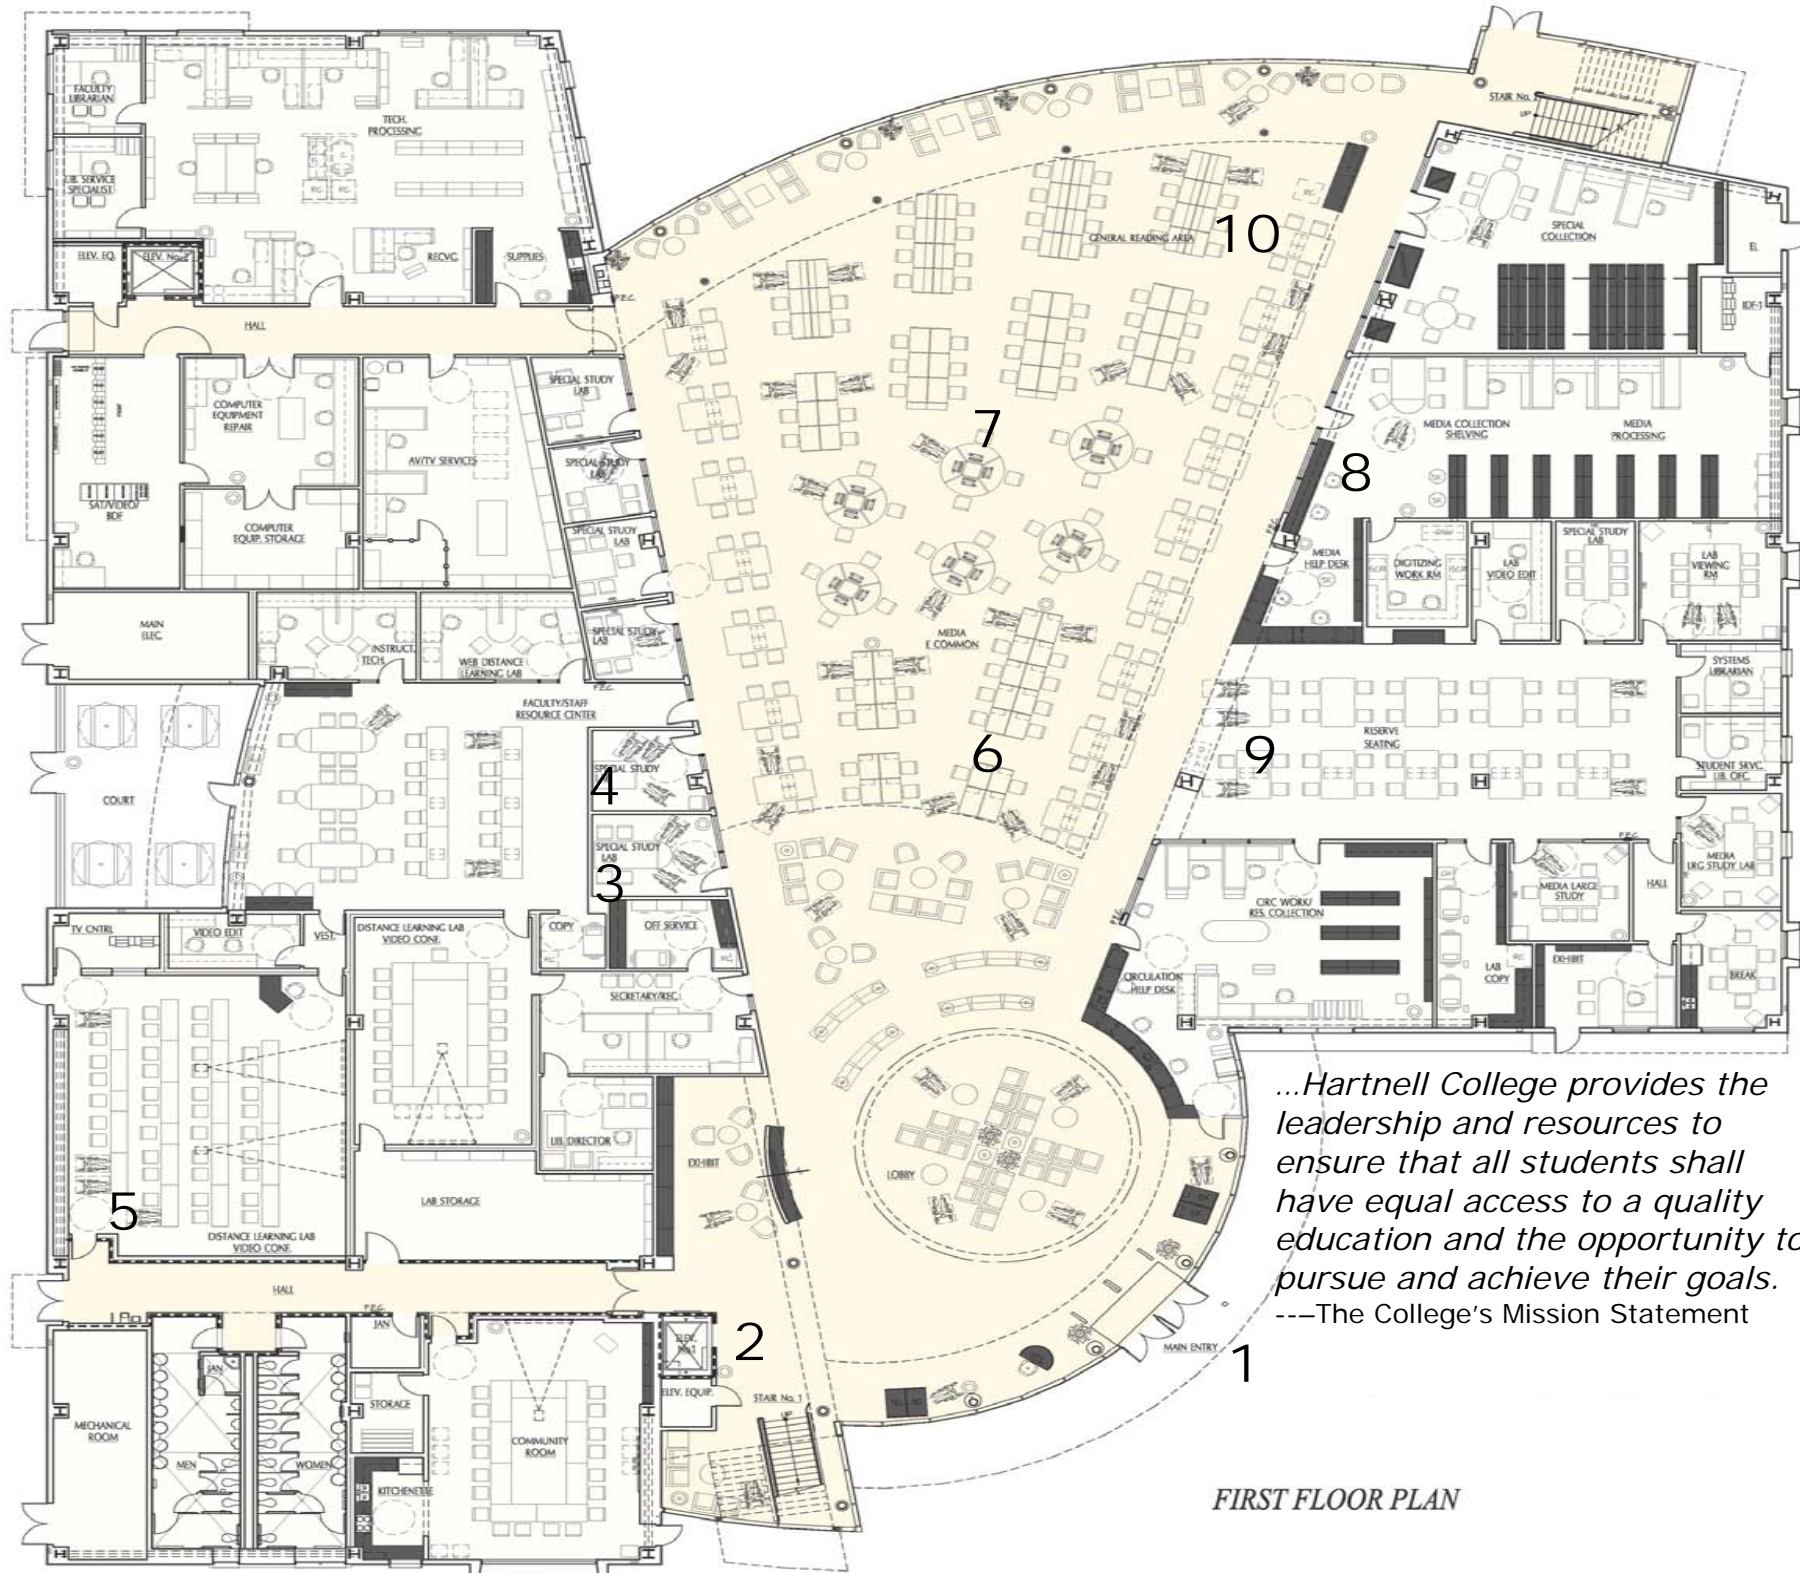 FACULTY
LIBRARIAN
TECH.
PROCESSING
LIB. SERVICE
SPECIALIST
ELEV. EQ.
ELEV. No. 2
RECVG.
SUPPLIES
F.E.C.
HALL
STAIR No. 2
UP
SPECIAL
COLLECTION
EL
IDF-1
GENERAL READING AREA
10
COMPUTER
EQUIPMENT
REPAIR
AV/TV SERVICES
SPECIAL STUDY
LAB
SPECIAL STUDY
LAB
SPECIAL STUDY
LAB
SPECIAL STUDY
LAB
SAT/VIDEO/
BDF
COMPUTER
EQUIP. STORAGE
7
MEDIA COLLECTION
SHELVING
MEDIA
PROCESSING
8
MEDIA
HELP DESK
DIGITIZING
WORK RM
LAB
VIDEO EDIT
SPECIAL STUDY
LAB
LAB
VIEWING
RM
MAIN
ELEC.
INSTRUCT.
TECH.
WEB DISTANCE
LEARNING LAB
F.E.C.
MEDIA
E COMMON
FACULTY/STAFF
RESOURCE CENTER
SYSTEMS
LIBRARIAN
RESERVE
SEATING
6
9
STUDENT SRVC.
LIB. OFC.
COURT
SPECIAL STUDY
4
SPECIAL STUDY
LAB
3
F.E.C.
MEDIA
LRG STUDY LAB
MEDIA LARGE
STUDY
HALL
CIRC WORK/
RES. COLLECTION
TV CNTRL
VIDEO EDIT
VEST.
DISTANCE LEARNING LAB
VIDEO CONF.
COPY
OFF SERVICE
CIRCULATION
HELP DESK
LAB
COPY
EXHIBIT
BREAK
SECRETARY/REC.
LIB. DIRECTOR
EXHIBIT
LOBBY
LAB STORAGE
5
DISTANCE LEARNING LAB
VIDEO CONF.
...Hartnell College provides the
leadership and resources to
ensure that all students shall
have equal access to a quality
education and the opportunity to
pursue and achieve their goals.
----The College's Mission Statement
HALL
F.E.C.
JAN
ELEV.
No.1
2
MAIN ENTRY
1
JAN
ELEV. EQUIP.
STAIR No. 1
UP
STORAGE
MECHANICAL
ROOM
MEN
WOMEN
COMMUNITY
ROOM
KITCHENETTE
FIRST FLOOR PLAN